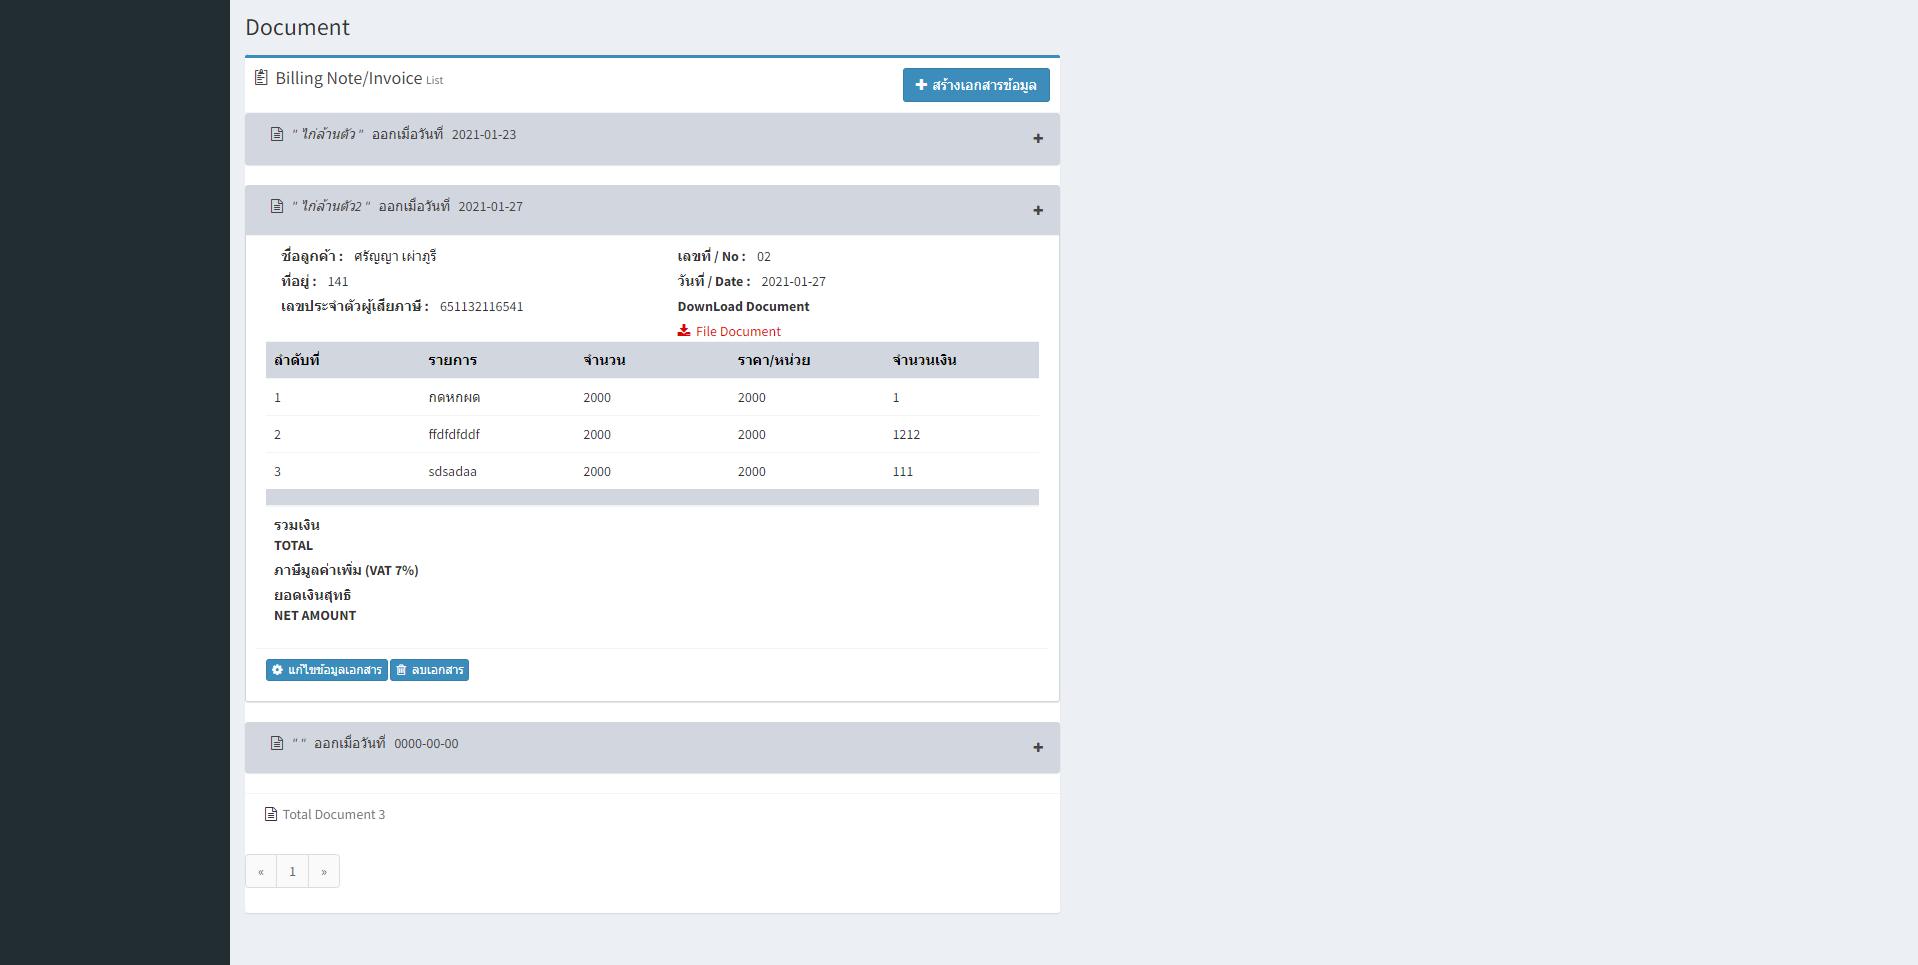 Document
Billing Note/Invoice List
สร้างเอกสารข้อมูล
" ไก่ล้านตัว " ออกเมื่อวันที่ 2021-01-23
" ไก่ล้านตัว2 " ออกเมื่อวันที่ 2021-01-27
ชื่อลูกค้า : ศรัญญา เผ่าภูรี
เลขที่ / No : 02
ที่อยู่ : 141
วันที่ / Date : 2021-01-27
เลขประจำตัวผู้เสียภาษี : 651132116541
DownLoad Document
File Document
ลำดับที่ รายการ จำนวน ราคา/หน่วย จำนวนเงิน
1 กดหกผด 2000 2000 1
2 ffdfdfddf 2000 2000 1212
3 sdsadaa 2000 2000 111
รวมเงิน
TOTAL
ภาษีมูลค่าเพิ่ม (VAT 7%)
ยอดเงินสุทธิ
NET AMOUNT
แก้ไขข้อมูลเอกสาร ลบเอกสาร
" " ออกเมื่อวันที่ 0000-00-00
Total Document 3
« 1 »